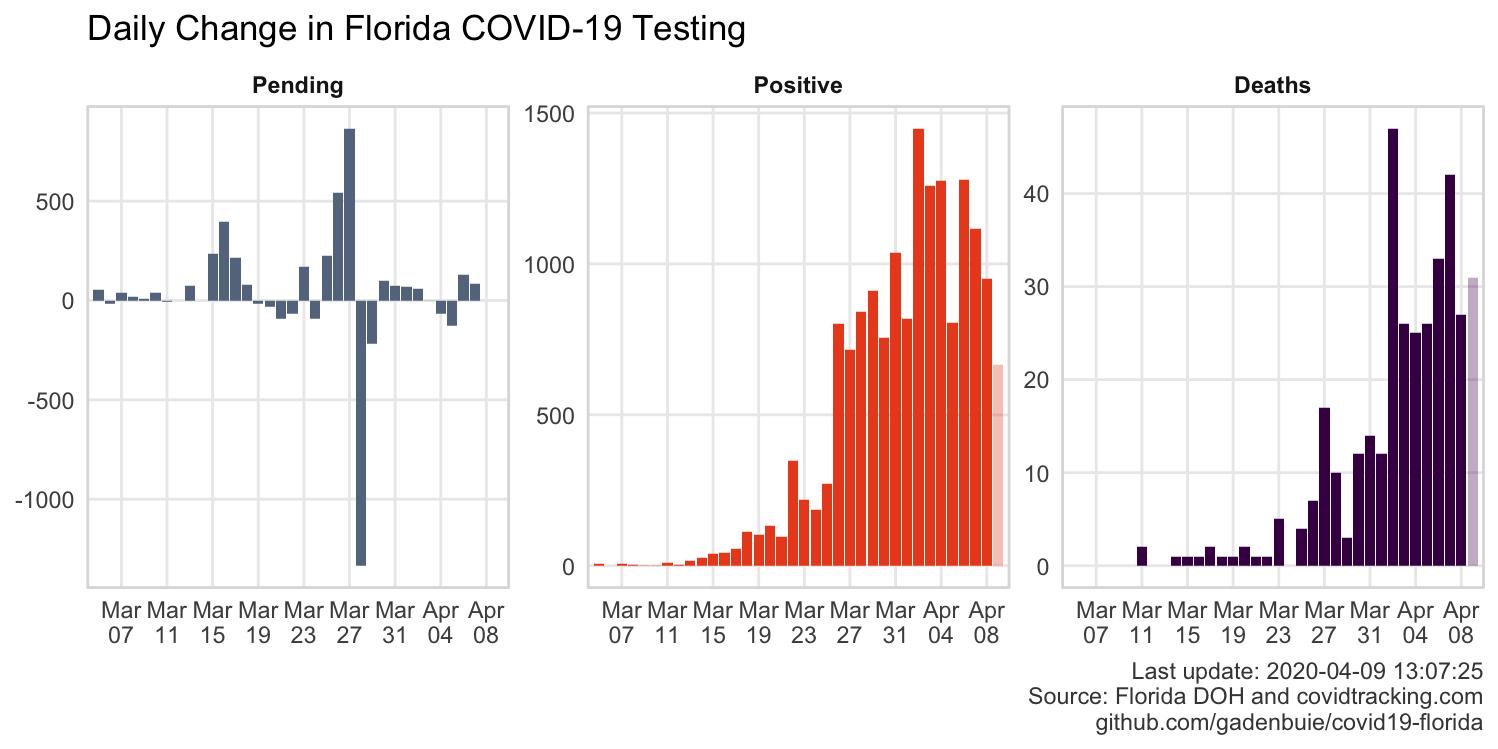 Daily Change in Florida COVID-19 Testing
Pending
Positive
Deaths
500
0
-500
-1000
Mar Mar Mar Mar Mar Mar Mar Apr Apr
07 11 15 19 23 27 31 04 08
1500
1000
500
0
Mar Mar Mar Mar Mar Mar Mar Apr Apr
07 11 15 19 23 27 31 04 08
40
30
20
10
0
Mar Mar Mar Mar Mar Mar Mar Apr Apr
07 11 15 19 23 27 31 04 08
Last update: 2020-04-09 13:07:25
Source: Florida DOH and covidtracking.com
github.com/gadenbuie/covid19-florida